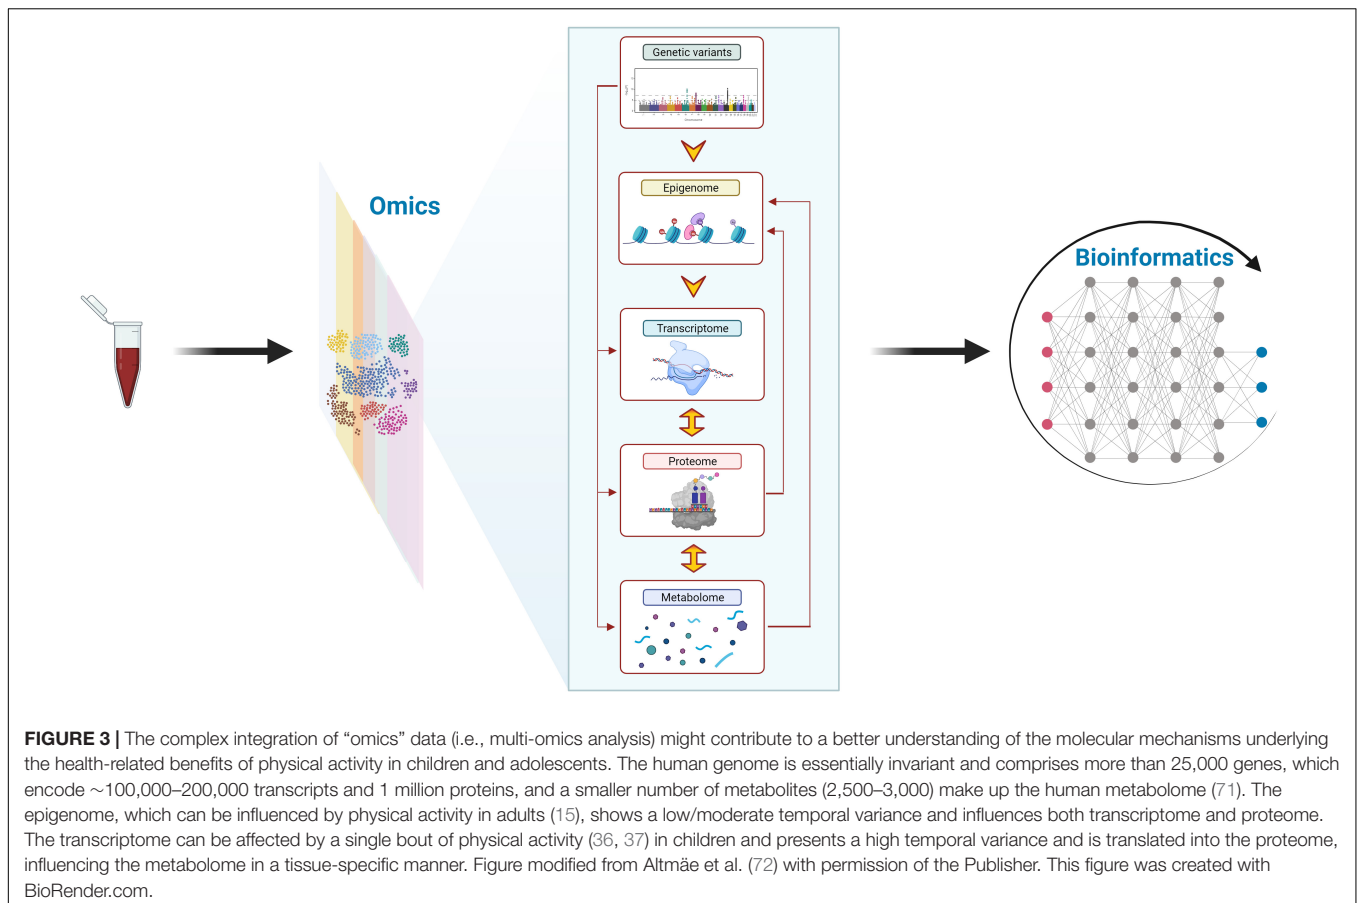 Genetic variants
Chromosome
Epigenome
Omics
Transcriptome
Bioinformatics
Proteome
Metabolome
FIGURE 3 | The complex integration of “omics” data (i.e., multi-omics analysis) might contribute to a better understanding of the molecular mechanisms underlying
the health-related benefits of physical activity in children and adolescents. The human genome is essentially invariant and comprises more than 25,000 genes, which
encode ∼100,000–200,000 transcripts and 1 million proteins, and a smaller number of metabolites (2,500–3,000) make up the human metabolome (71). The
epigenome, which can be influenced by physical activity in adults (15), shows a low/moderate temporal variance and influences both transcriptome and proteome.
The transcriptome can be affected by a single bout of physical activity (36, 37) in children and presents a high temporal variance and is translated into the proteome,
influencing the metabolome in a tissue-specific manner. Figure modified from Altmäe et al. (72) with permission of the Publisher. This figure was created with
BioRender.com.